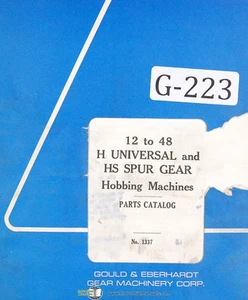 G-223
12 to 48
H UNIVERSAL and
HS SPUR GEAR
Hobbing Machines
PARTS CATALOG
No. 1337
GOULD & EBERHARDT
GEAR MACHINERY CORP.